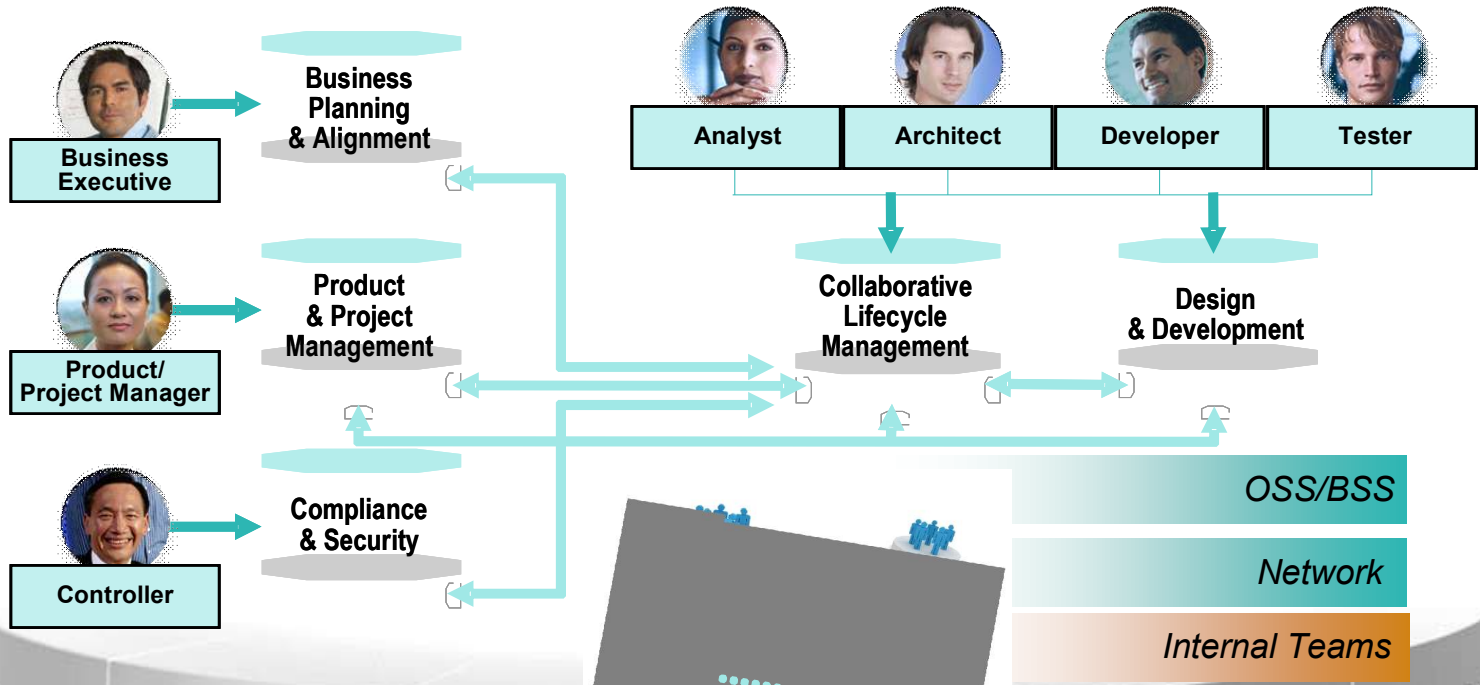 Business
Planning
& Alignment
Business
Executive
Analyst
Architect
Developer
Tester
Product
& Project
Management
Product/
Project Manager
Collaborative
Lifecycle
Management
Design
& Development
Compliance
& Security
Controller
OSS/BSS
Network
Internal Teams